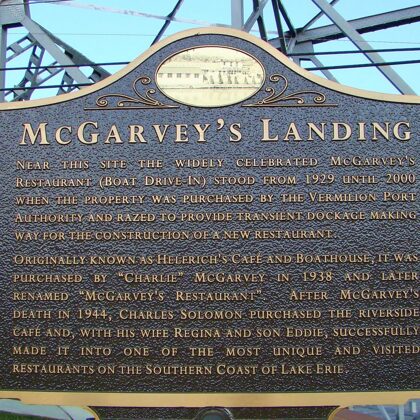 McGarvey's Landing
Near this site the widely celebrated McGarvey's
Restaurant (Boat Drive-In) stood from 1929 until 2000
when the property was purchased by the Vermilion Port
Authority and razed to provide transient dockage making
way for the construction of a new restaurant.
Originally known as Helfrich's Café and Boathouse, it was
purchased by "Charlie" McGarvey in 1938 and later
renamed "McGarvey's Restaurant". After McGarvey's
death in 1944, Charles Solomon purchased the riverside
café and, with his wife Regina and son Eddie, successfully
made it into one of the most unique and visited
restaurants on the Southern Coast of Lake Erie.